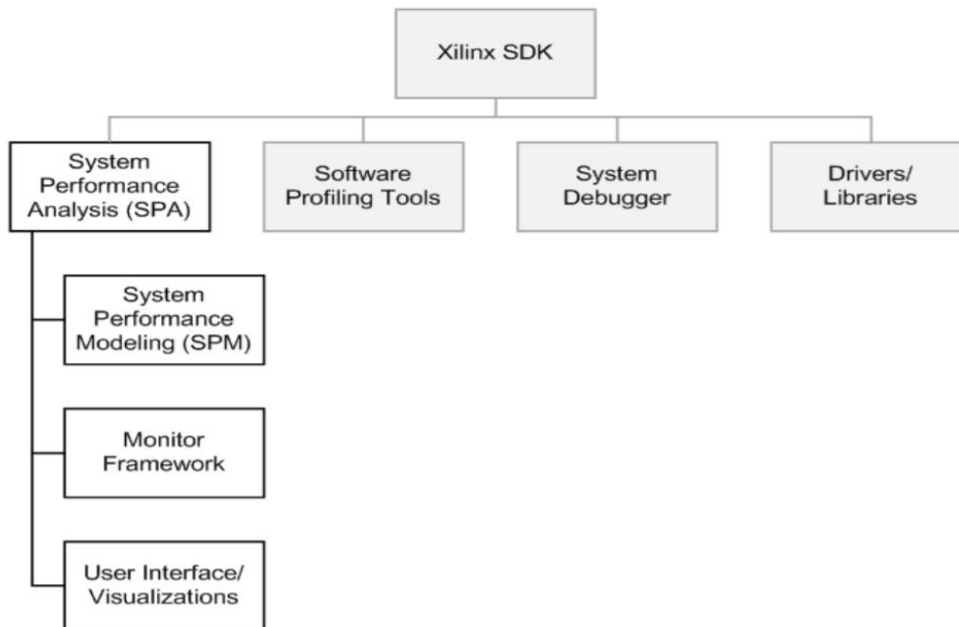 Xilinx SDK
System
Performance
Analysis (SPA)
Software
Profiling Tools
System
Debugger
Drivers/
Libraries
System
Performance
Modeling (SPM)
Monitor
Framework
User Interface/
Visualizations